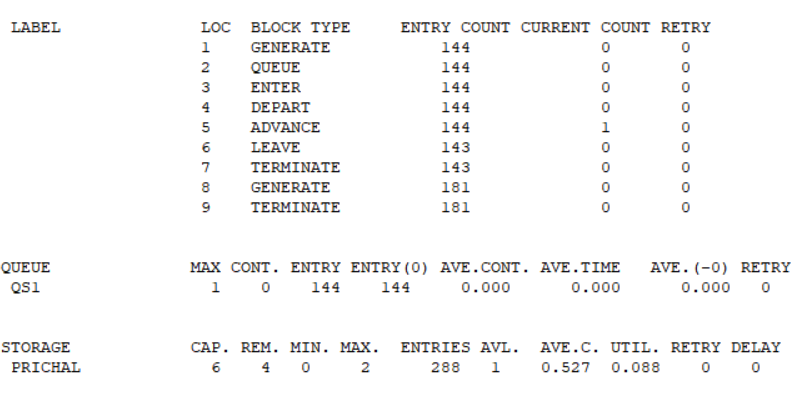 LABEL LOC BLOCK TYPE ENTRY COUNT CURRENT COUNT RETRY
1 GENERATE 144 0 0
2 QUEUE 144 0 0
3 ENTER 144 0 0
4 DEPART 144 0 0
5 ADVANCE 144 1 0
6 LEAVE 143 0 0
7 TERMINATE 143 0 0
8 GENERATE 181 0 0
9 TERMINATE 181 0 0
QUEUE MAX CONT. ENTRY ENTRY(0) AVE.CONT. AVE.TIME AVE.(-0) RETRY
QS1 1 0 144 144 0.000 0.000 0.000 0
STORAGE CAP. REM. MIN. MAX. ENTRIES AVL. AVE.C. UTIL. RETRY DELAY
PRICHAL 6 4 0 2 288 1 0.527 0.088 0 0